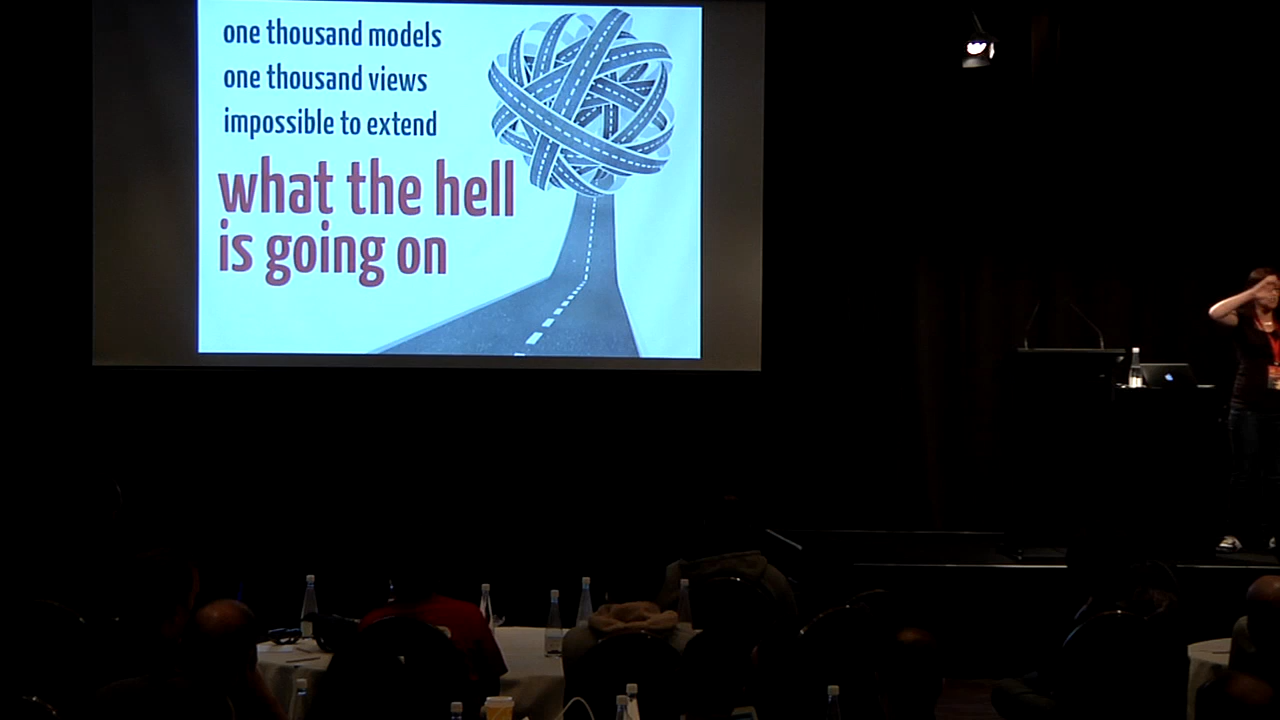 one thousand models
one thousand views
impossible to extend
what the hell
is going on